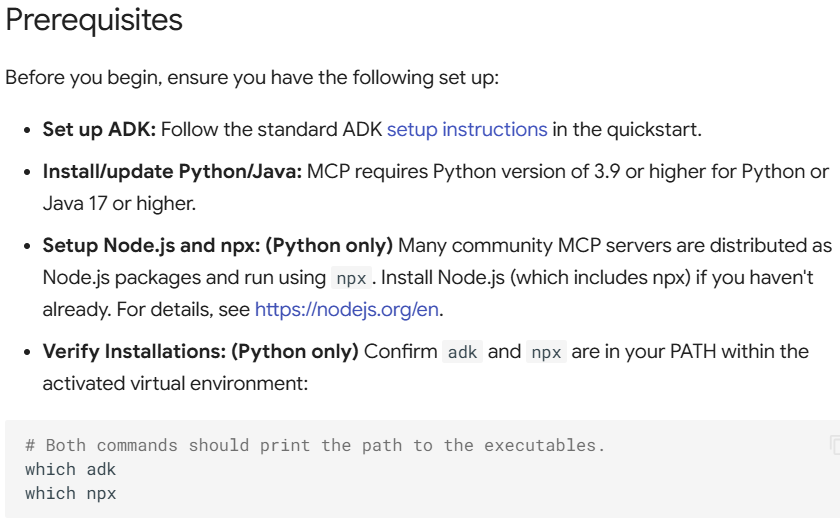 Prerequisites
Before you begin, ensure you have the following set up:
• Set up ADK: Follow the standard ADK setup instructions in the quickstart.
• Install/update Python/Java: MCP requires Python version of 3.9 or higher for Python or
Java 17 or higher.
• Setup Node.js and npx: (Python only) Many community MCP servers are distributed as
Node.js packages and run using npx. Install Node.js (which includes npx) if you haven't
already. For details, see https://nodejs.org/en.
• Verify Installations: (Python only) Confirm adk and npx are in your PATH within the
activated virtual environment:
# Both commands should print the path to the executables.
which adk
which npx